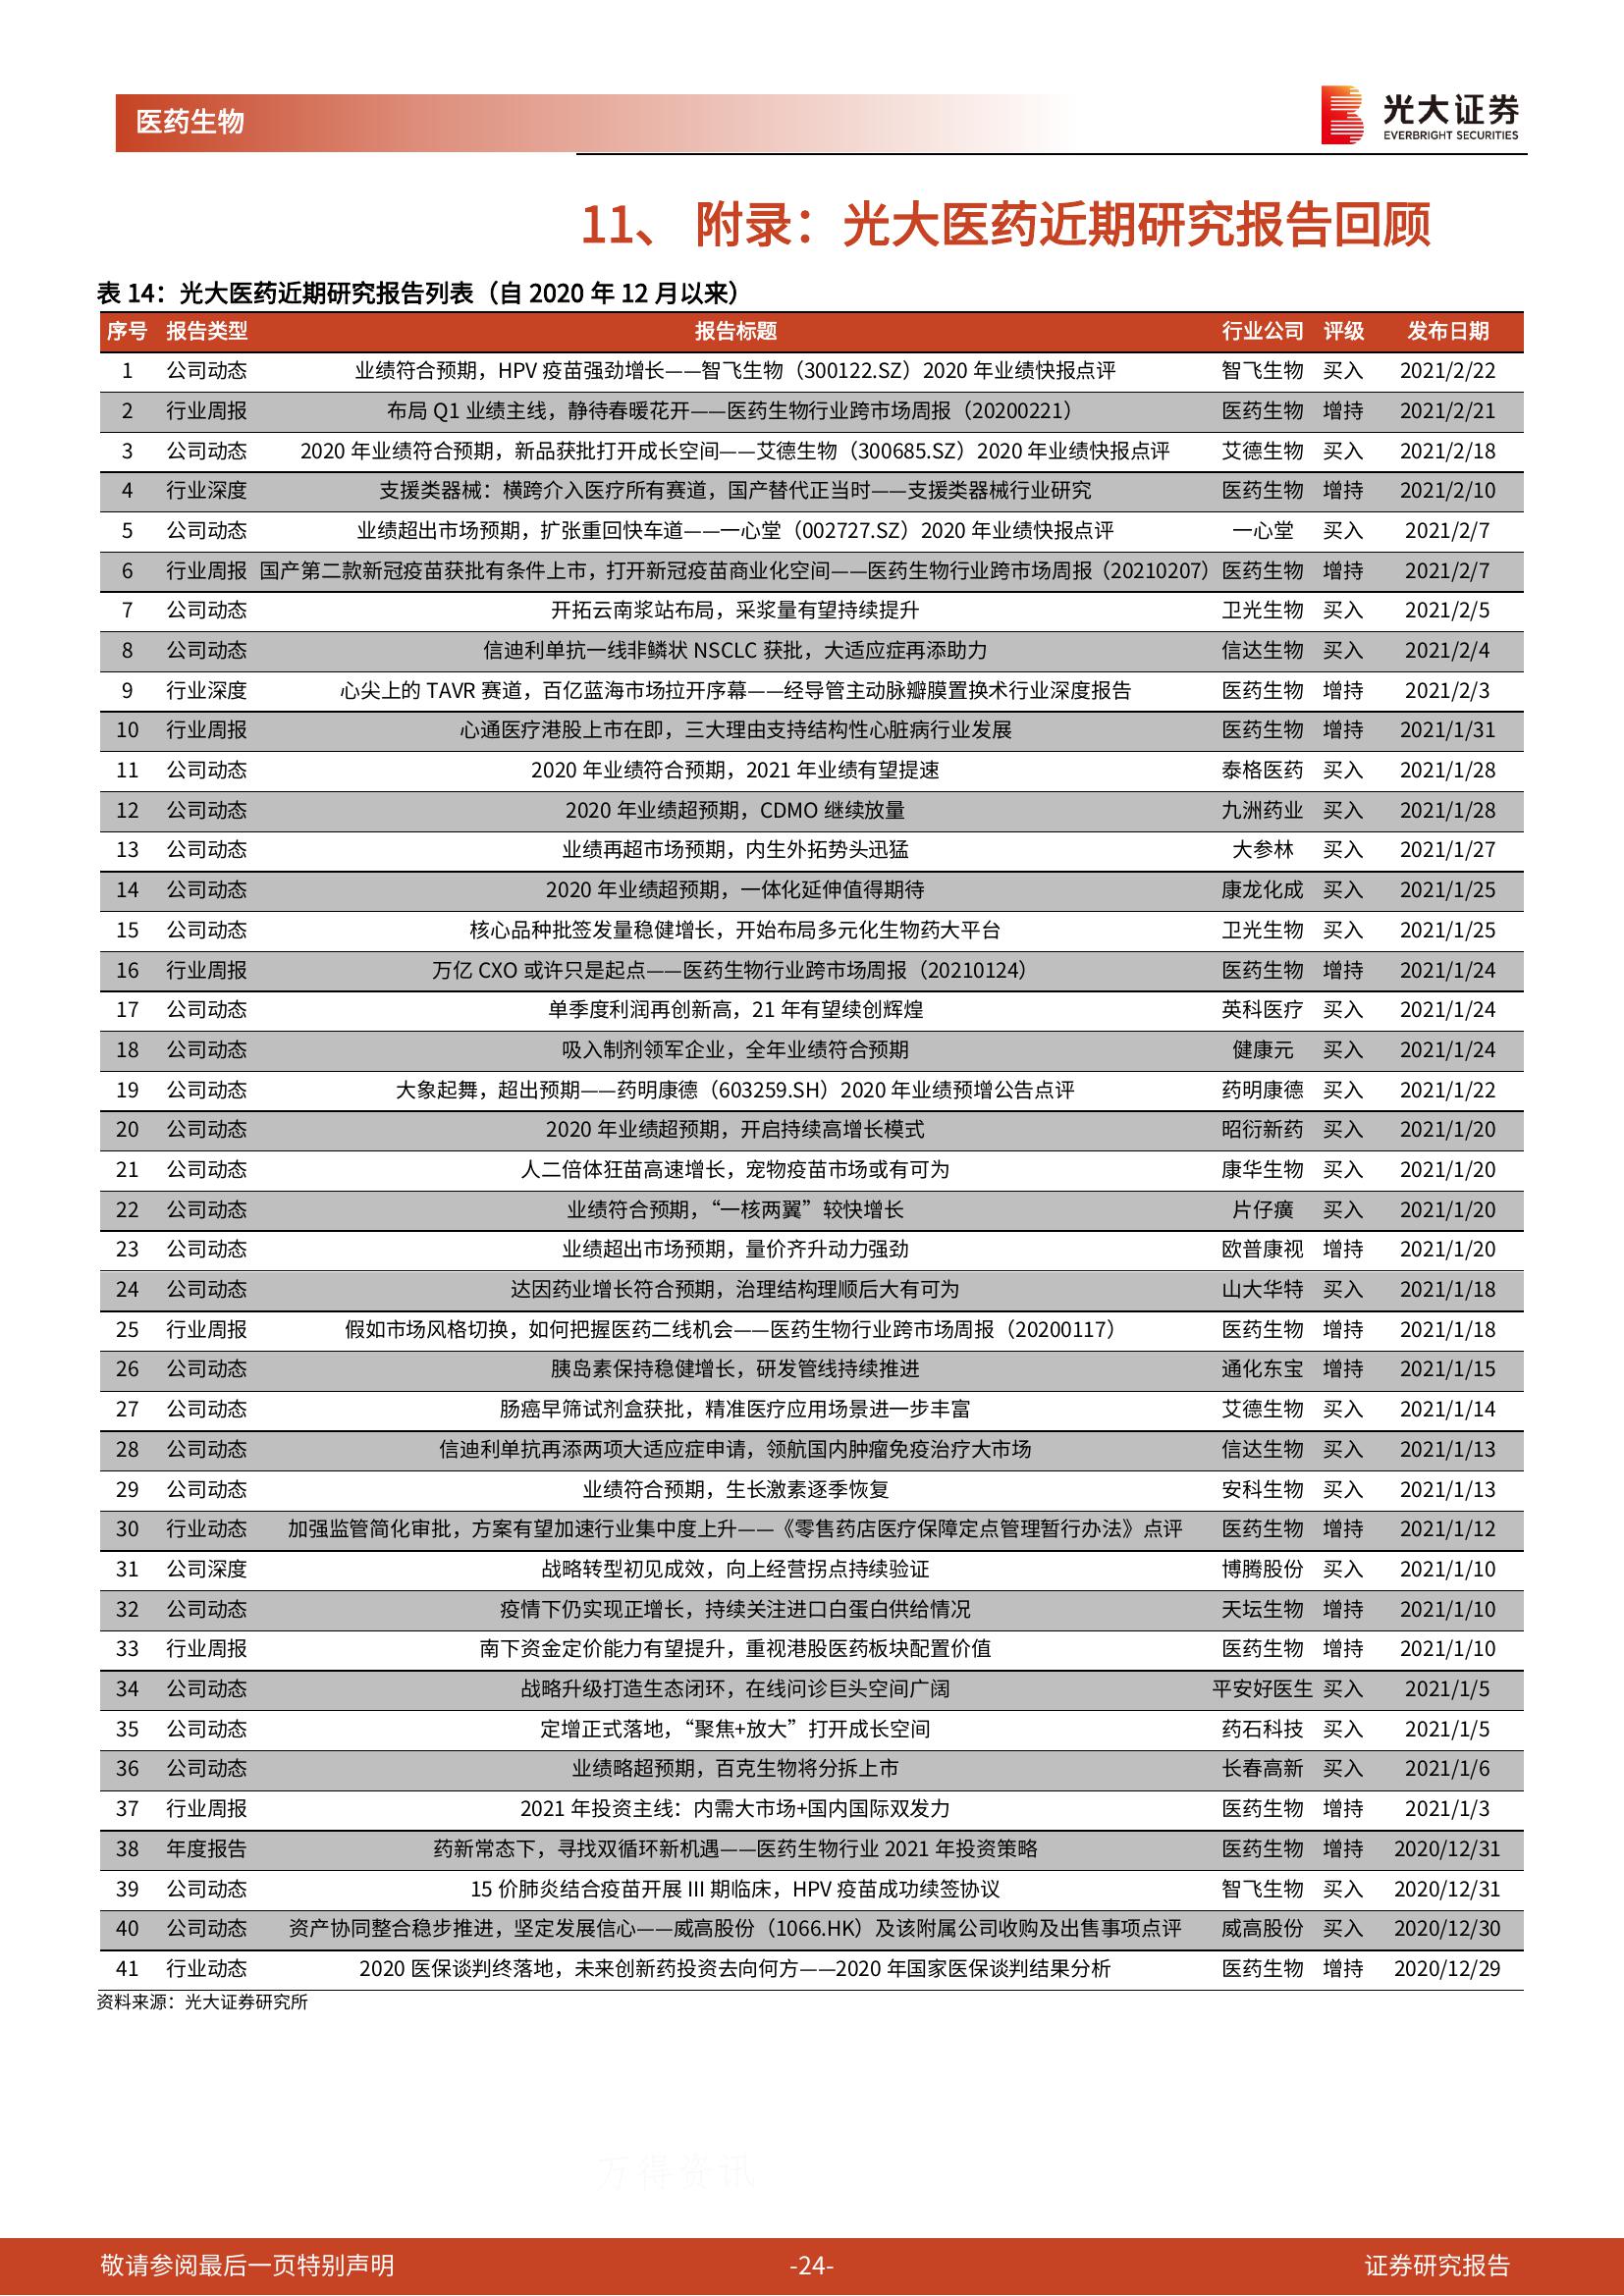 医药生物
光大证券
EVERBRIGHT SECURITIES
11、 附录：光大医药近期研究报告回顾
表 14：光大医药近期研究报告列表（自 2020 年 12 月以来）
序号 报告类型 报告标题 行业公司 评级 发布日期
1 公司动态 业绩符合预期，HPV 疫苗强劲增长——智飞生物（300122.SZ）2020 年业绩快报点评 智飞生物 买入 2021/2/22
2 行业周报 布局 Q1 业绩主线，静待春暖花开——医药生物行业跨市场周报（20200221） 医药生物 增持 2021/2/21
3 公司动态 2020 年业绩符合预期，新品获批打开成长空间——艾德生物（300685.SZ）2020 年业绩快报点评 艾德生物 买入 2021/2/18
4 行业深度 支援类器械：横跨介入医疗所有赛道，国产替代正当时——支援类器械行业研究 医药生物 增持 2021/2/10
5 公司动态 业绩超出市场预期，扩张重回快车道——一心堂（002727.SZ）2020 年业绩快报点评 一心堂 买入 2021/2/7
6 行业周报 国产第二款新冠疫苗获批有条件上市，打开新冠疫苗商业化空间——医药生物行业跨市场周报（20210207） 医药生物 增持 2021/2/7
7 公司动态 开拓云南浆站布局，采浆量有望持续提升 卫光生物 买入 2021/2/5
8 公司动态 信迪利单抗一线非鳞状 NSCLC 获批，大适应症再添助力 信达生物 买入 2021/2/4
9 行业深度 心尖上的 TAVR 赛道，百亿蓝海市场拉开序幕——经导管主动脉瓣膜置换术行业深度报告 医药生物 增持 2021/2/3
10 行业周报 心通医疗港股上市在即，三大理由支持结构性心脏病行业发展 医药生物 增持 2021/1/31
11 公司动态 2020 年业绩符合预期，2021 年业绩有望提速 泰格医药 买入 2021/1/28
12 公司动态 2020 年业绩超预期，CDMO 继续放量 九洲药业 买入 2021/1/28
13 公司动态 业绩再超市场预期，内生外拓势头迅猛 大参林 买入 2021/1/27
14 公司动态 2020 年业绩超预期，一体化延伸值得期待 康龙化成 买入 2021/1/25
15 公司动态 核心品种批签发量稳健增长，开始布局多元化生物药大平台 卫光生物 买入 2021/1/25
16 行业周报 万亿 CXO 或许只是起点——医药生物行业跨市场周报（20210124） 医药生物 增持 2021/1/24
17 公司动态 单季度利润再创新高，21 年有望续创辉煌 英科医疗 买入 2021/1/24
18 公司动态 吸入制剂领军企业，全年业绩符合预期 健康元 买入 2021/1/24
19 公司动态 大象起舞，超出预期——药明康德（603259.SH）2020 年业绩预增公告点评 药明康德 买入 2021/1/22
20 公司动态 2020 年业绩超预期，开启持续高增长模式 昭衍新药 买入 2021/1/20
21 公司动态 人二倍体狂苗高速增长，宠物疫苗市场或有可为 康华生物 买入 2021/1/20
22 公司动态 业绩符合预期，“一核两翼”较快增长 片仔癀 买入 2021/1/20
23 公司动态 业绩超出市场预期，量价齐升动力强劲 欧普康视 增持 2021/1/20
24 公司动态 达因药业增长符合预期，治理结构理顺后大有可为 山大华特 买入 2021/1/18
25 行业周报 假如市场风格切换，如何把握医药二线机会——医药生物行业跨市场周报（20200117） 医药生物 增持 2021/1/18
26 公司动态 胰岛素保持稳健增长，研发管线持续推进 通化东宝 增持 2021/1/15
27 公司动态 肠癌早筛试剂盒获批，精准医疗应用场景进一步丰富 艾德生物 买入 2021/1/14
28 公司动态 信迪利单抗再添两项大适应症申请，领航国内肿瘤免疫治疗大市场 信达生物 买入 2021/1/13
29 公司动态 业绩符合预期，生长激素逐季恢复 安科生物 买入 2021/1/13
30 行业动态 加强监管简化审批，方案有望加速行业集中度上升——《零售药店医疗保障定点管理暂行办法》点评 医药生物 增持 2021/1/12
31 公司深度 战略转型初见成效，向上经营拐点持续验证 博腾股份 买入 2021/1/10
32 公司动态 疫情下仍实现正增长，持续关注进口白蛋白供给情况 天坛生物 增持 2021/1/10
33 行业周报 南下资金定价能力有望提升，重视港股医药板块配置价值 医药生物 增持 2021/1/10
34 公司动态 战略升级打造生态闭环，在线问诊巨头空间广阔 平安好医生 买入 2021/1/5
35 公司动态 定增正式落地，“聚焦+放大”打开成长空间 药石科技 买入 2021/1/5
36 公司动态 业绩略超预期，百克生物将分拆上市 长春高新 买入 2021/1/6
37 行业周报 2021 年投资主线：内需大市场+国内国际双发力 医药生物 增持 2021/1/3
38 年度报告 药新常态下，寻找双循环新机遇——医药生物行业 2021 年投资策略 医药生物 增持 2020/12/31
39 公司动态 15 价肺炎结合疫苗开展 III 期临床，HPV 疫苗成功续签协议 智飞生物 买入 2020/12/31
40 公司动态 资产协同整合稳步推进，坚定发展信心——威高股份（1066.HK）及该附属公司收购及出售事项点评 威高股份 买入 2020/12/30
41 行业动态 2020 医保谈判终落地，未来创新药投资去向何方——2020 年国家医保谈判结果分析 医药生物 增持 2020/12/29
资料来源：光大证券研究所
万得资讯
敬请参阅最后一页特别声明 -24- 证券研究报告